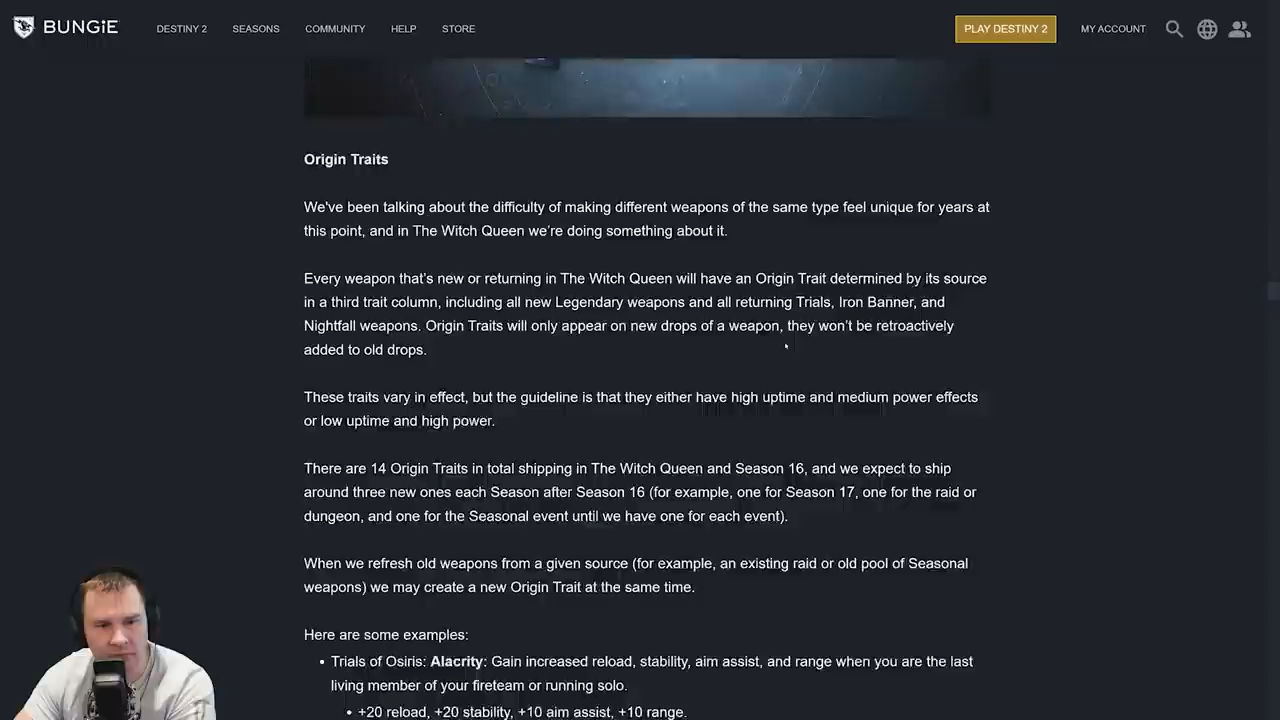 BUNGiE
DESTINY 2
SEASONS
COMMUNITY
HELP
STORE
PLAY DESTINY 2
MY ACCOUNT
Origin Traits
We've been talking about the difficulty of making different weapons of the same type feel unique for years at
this point, and in The Witch Queen we’re doing something about it.
Every weapon that’s new or returning in The Witch Queen will have an Origin Trait determined by its source
in a third trait column, including all new Legendary weapons and all returning Trials, Iron Banner, and
Nightfall weapons. Origin Traits will only appear on new drops of a weapon, they won’t be retroactively
added to old drops.
These traits vary in effect, but the guideline is that they either have high uptime and medium power effects
or low uptime and high power.
There are 14 Origin Traits in total shipping in The Witch Queen and Season 16, and we expect to ship
around three new ones each Season after Season 16 (for example, one for Season 17, one for the raid or
dungeon, and one for the Seasonal event until we have one for each event).
When we refresh old weapons from a given source (for example, an existing raid or old pool of Seasonal
weapons) we may create a new Origin Trait at the same time.
Here are some examples:
• Trials of Osiris: Alacrity: Gain increased reload, stability, aim assist, and range when you are the last
living member of your fireteam or running solo.
• +20 reload, +20 stability, +10 aim assist, +10 range.